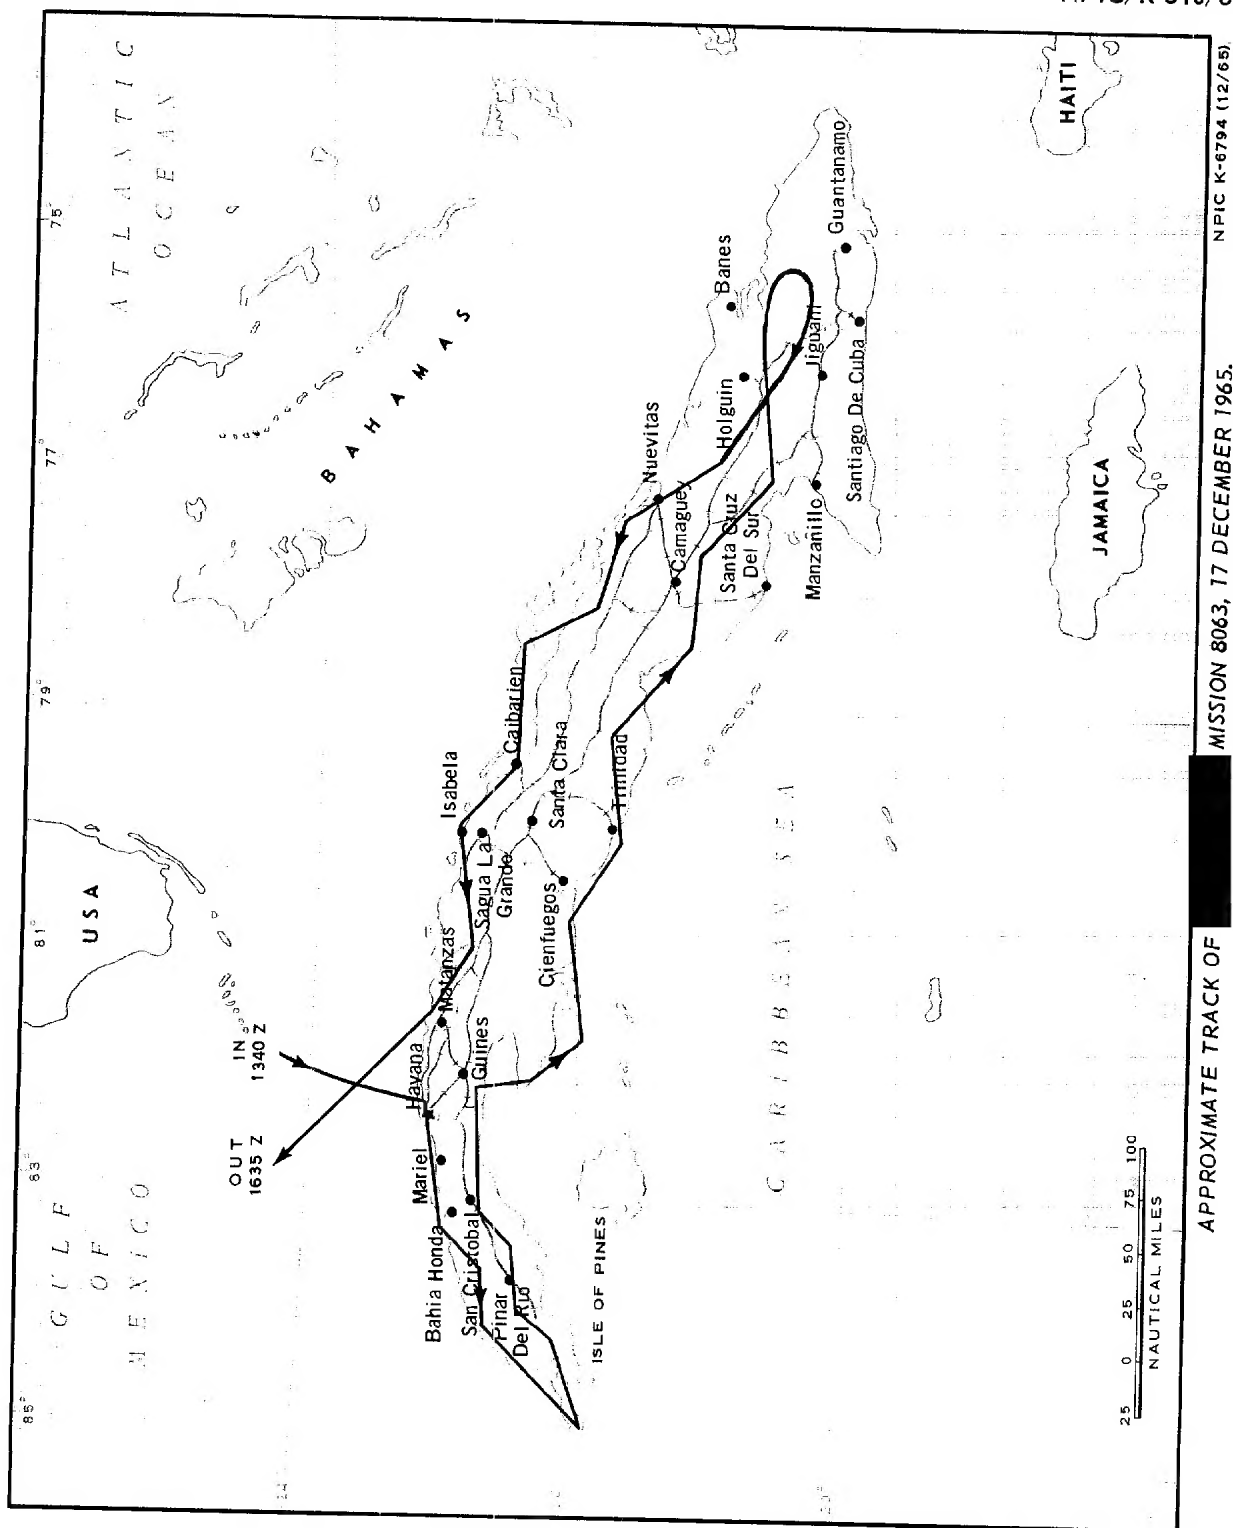 NPIC K-6794 (12/65)
85°
83°
81°
79°
77°
75°
GULF
OF
MEXICO
USA
ATLANTIC
OCEAN
BAHAMAS
OUT
1635 Z
IN
1340 Z
Havana
Mariel
Bahia Honda
San Cristobal
Pinar
Del Rio
Matanzas
Guines
Isabela
Sagua La
Grande
Caibarien
Santa Clara
Cienfuegos
Trinidad
Nuevitas
Camaguey
Santa Cruz
Del Sur
Holguin
Banes
Jiguani
Manzañillo
Santiago De Cuba
Guantanamo
ISLE OF PINES
CARIBBEAN SEA
JAMAICA
HAITI
25 0 25 50 75 100
NAUTICAL MILES
APPROXIMATE TRACK OF
MISSION 8063, 17 DECEMBER 1965.